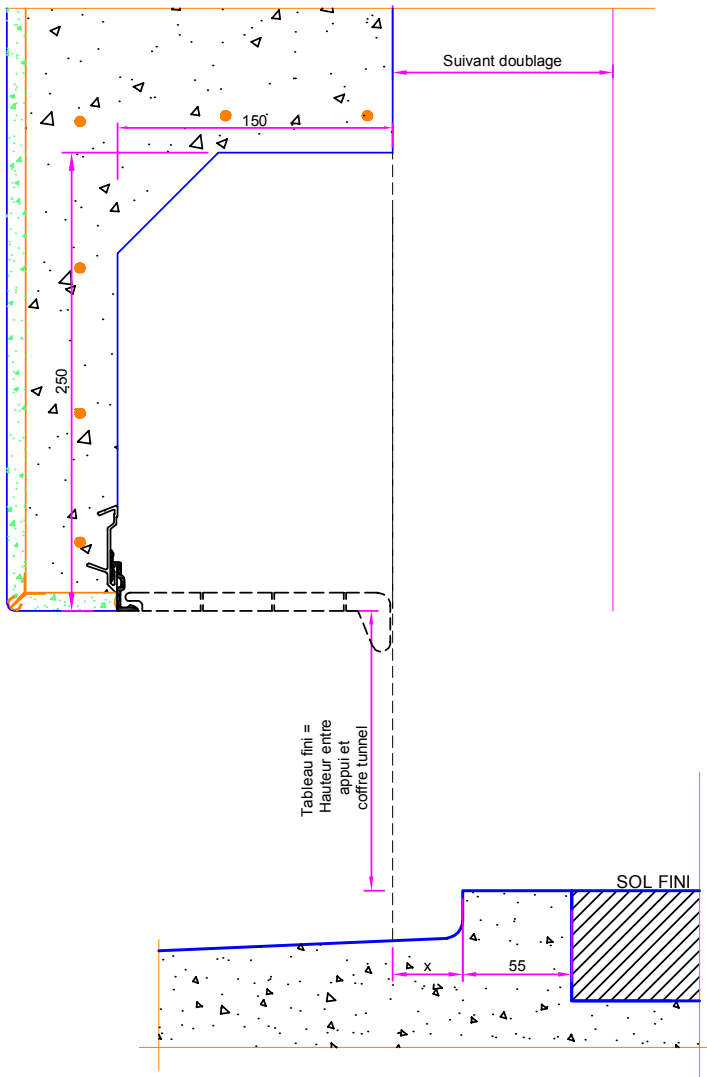 Suivant doublage
150
250
Tableau fini =
Hauteur entre
appui et
coffre tunnel
SOL FINI
x
55